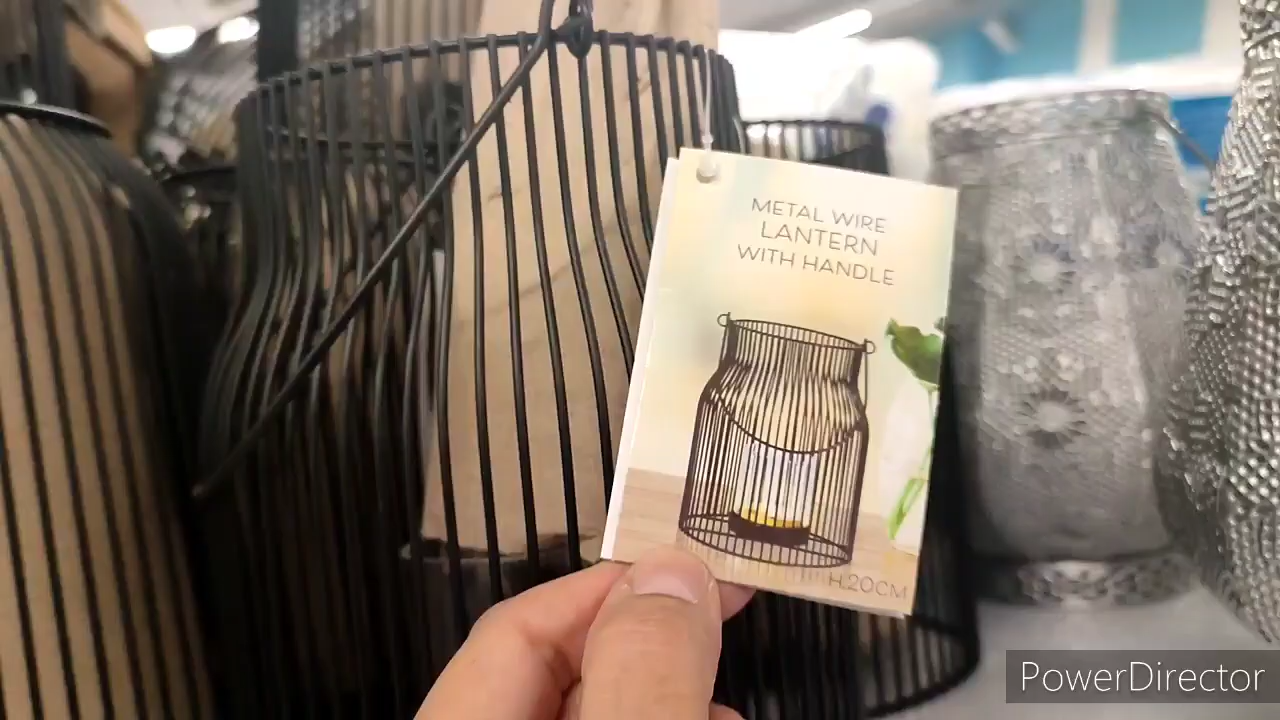 METAL WIRE
LANTERN
WITH HANDLE
H.20CM
PowerDirector